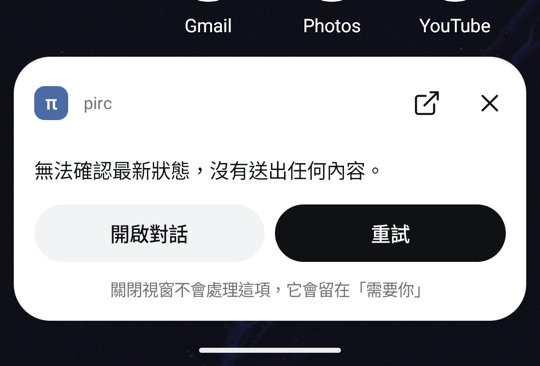 Gmail Photos YouTube
π pirc
無法確認最新狀態，沒有送出任何內容。
開啟對話 重試
關閉視窗不會處理這項，它會留在「需要你」